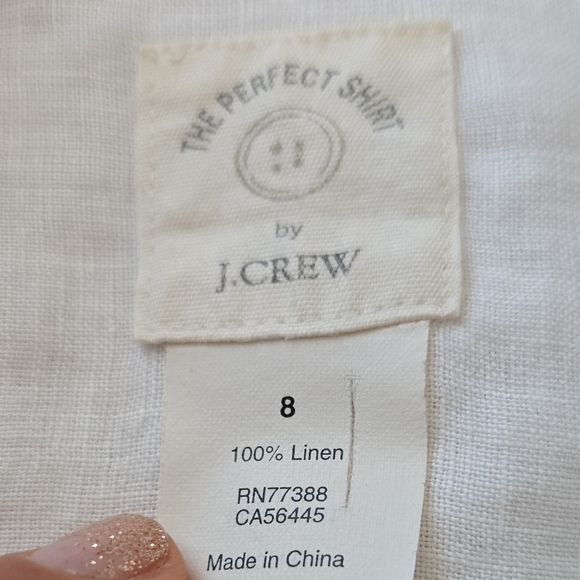 THE PERFECT SHIRT
by
J.CREW
8
100% Linen
RN77388
CA56445
Made in China